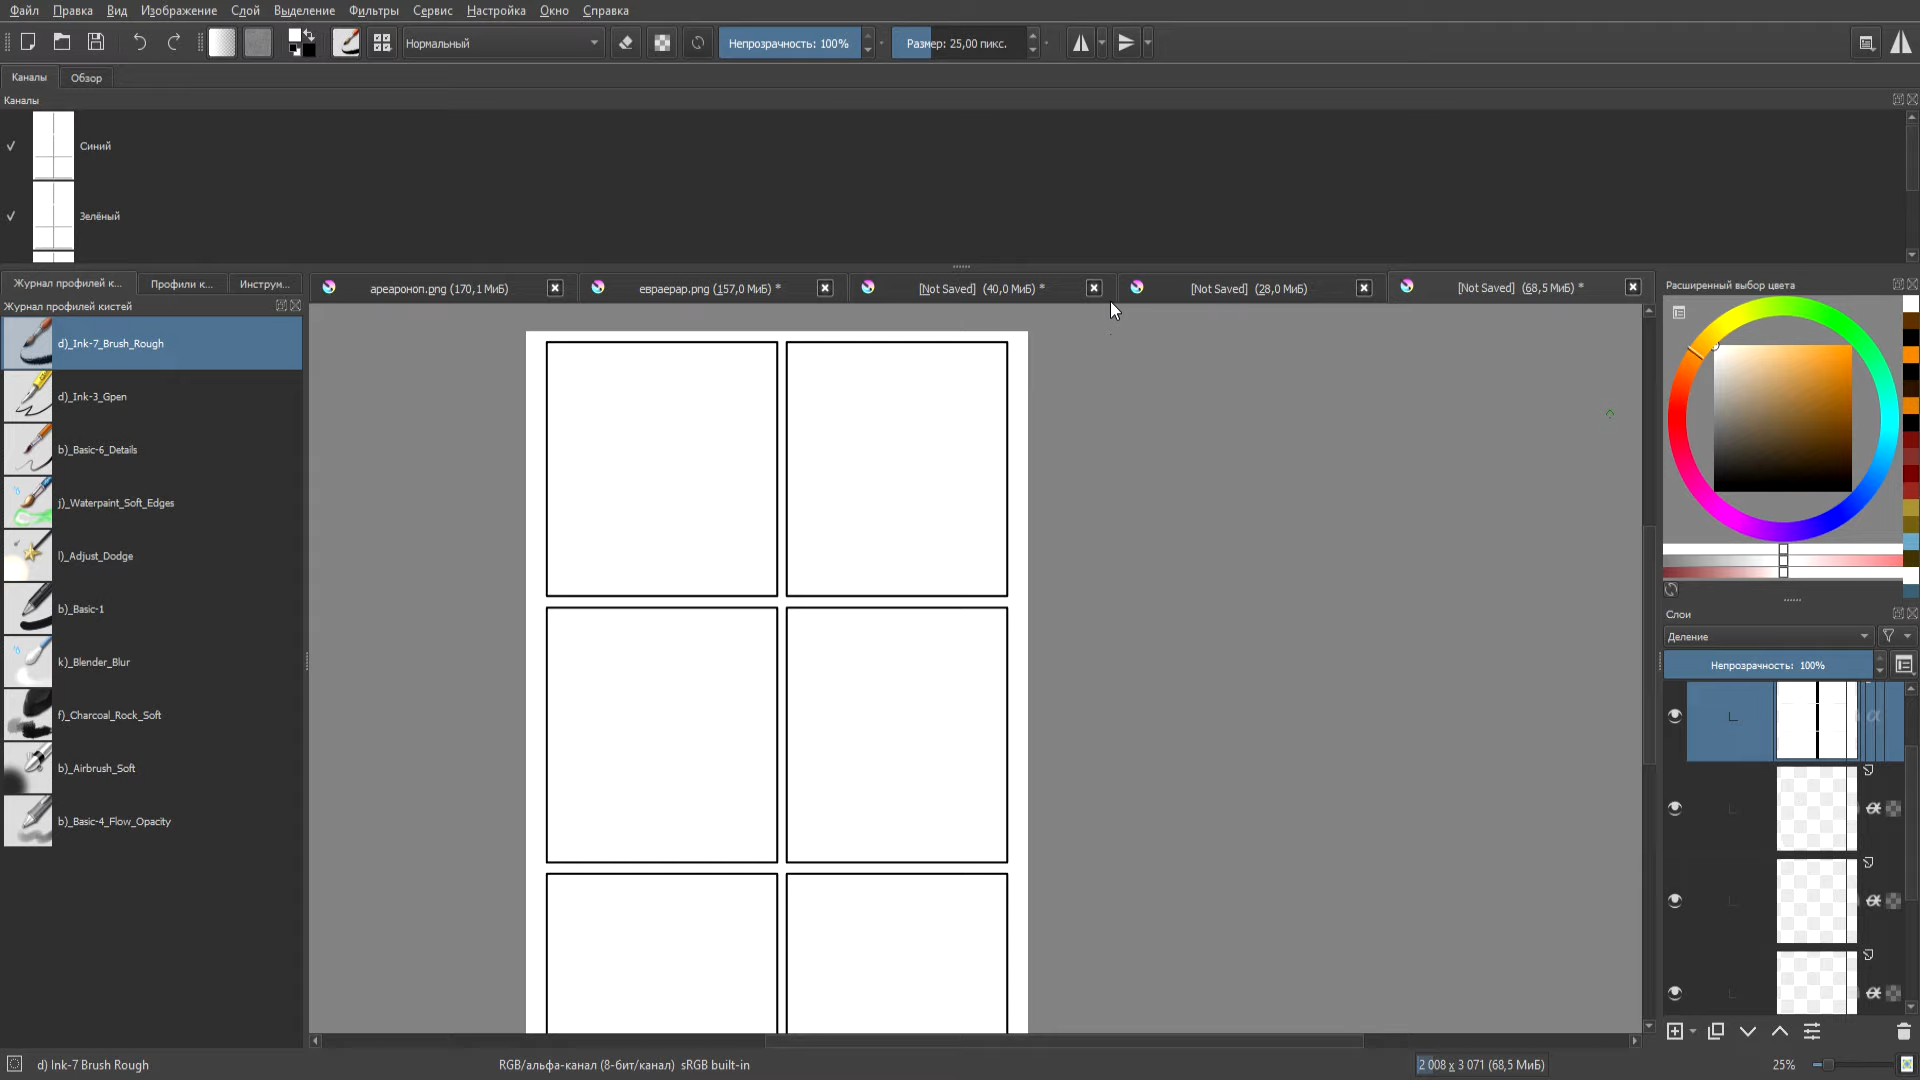 Файл Правка Вид Изображение Слой Выделение Фильтры Сервис Настройка Окно Справка
Нормальный Непрозрачность: 100% Размер: 25,00 пикс.
Каналы Обзор
Каналы
Синий
Зелёный
Журнал профилей к... Профили к... Инструм...
ареаронoп.png (170,1 МиБ) евраерар.png (157,0 МиБ) * [Not Saved] (40,0 МиБ) * [Not Saved] (28,0 МиБ) [Not Saved] (68,5 МиБ) *
Журнал профилей кистей
d)_Ink-7_Brush_Rough
d)_Ink-3_Gpen
b)_Basic-6_Details
j)_Waterpaint_Soft_Edges
l)_Adjust_Dodge
b)_Basic-1
k)_Blender_Blur
f)_Charcoal_Rock_Soft
b)_Airbrush_Soft
b)_Basic-4_Flow_Opacity
Расширенный выбор цвета
Слои
Деление
Непрозрачность: 100%
d) Ink-7 Brush Rough
RGB/альфа-канал (8-бит/канал) sRGB built-in
2 008 x 3 071 (68,5 МиБ)
25%